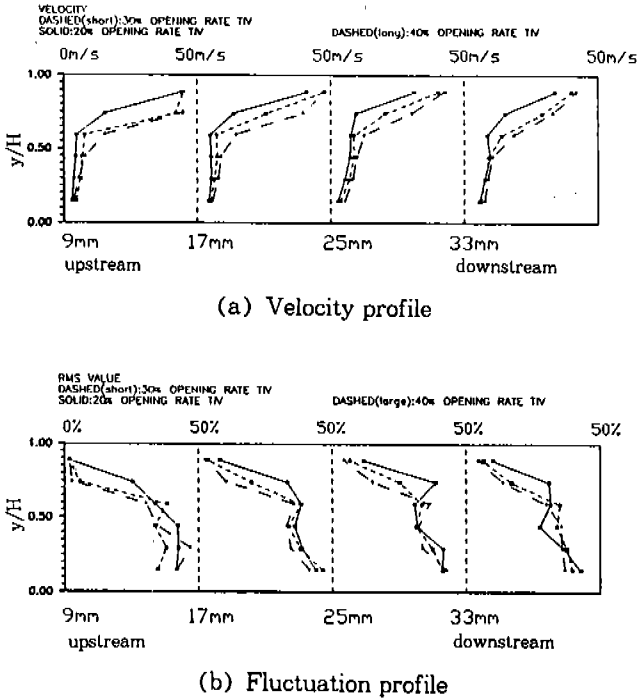 VELOCITY
DASHED(short):30% OPENING RATE TIV
SOLID:20% OPENING RATE TIV DASHED(long):40% OPENING RATE TIV
0m/s 50m/s 50m/s 50m/s 50m/s
1.00
0.50
0.00
y/H
9mm 17mm 25mm 33mm
upstream downstream
(a) Velocity profile
RMS VALUE
DASHED(short):30% OPENING RATE TIV
SOLID:20% OPENING RATE TIV DASHED(large):40% OPENING RATE TIV
0% 50% 50% 50% 50%
1.00
0.50
0.00
y/H
9mm 17mm 25mm 33mm
upstream downstream
(b) Fluctuation profile